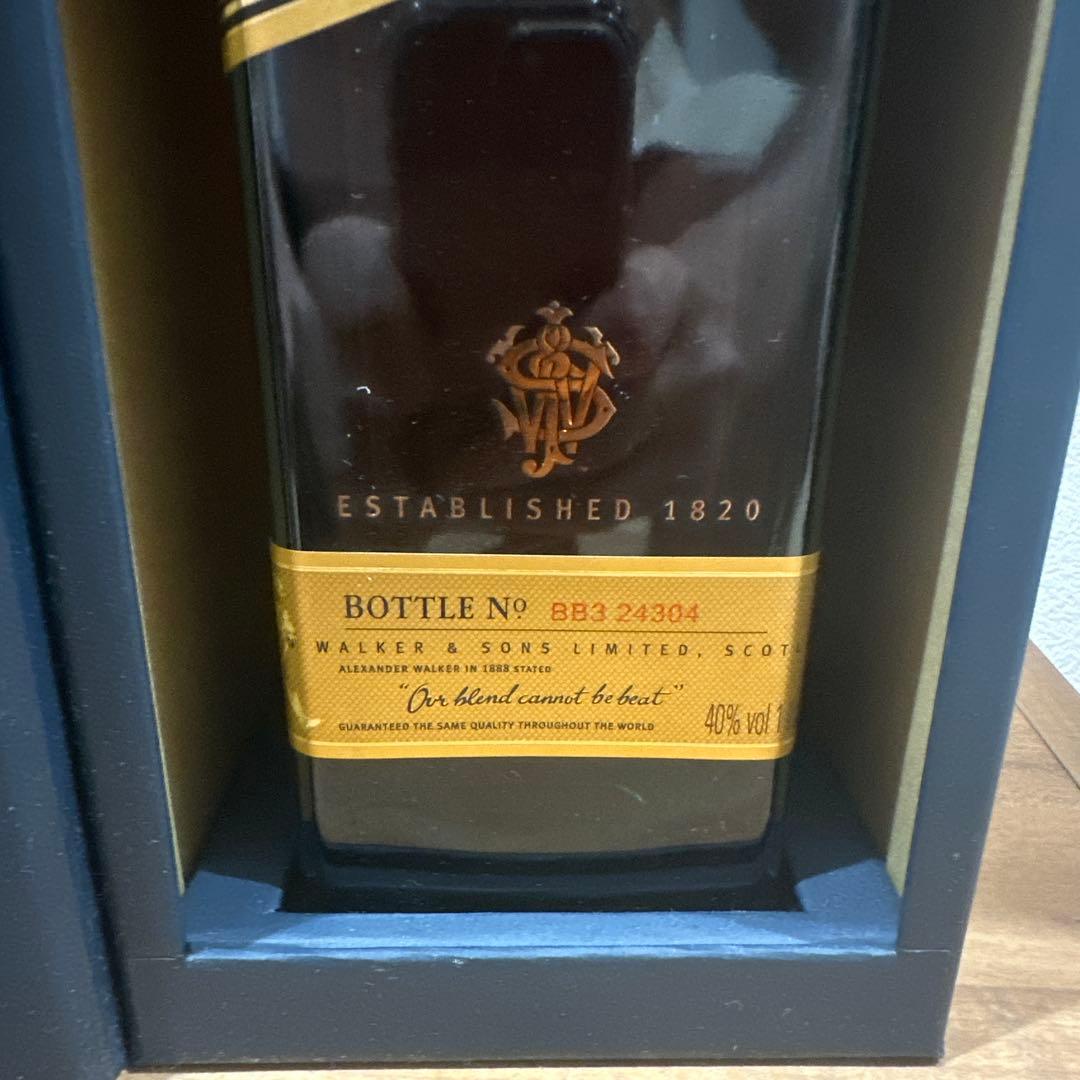 ESTABLISHED 1820
BOTTLE Nº BB3 24304
WALKER & SONS LIMITED, SCOT
ALEXANDER WALKER IN 1888 STATED
"Our blend cannot be beat"
GUARANTEED THE SAME QUALITY THROUGHOUT THE WORLD
40% vol 1